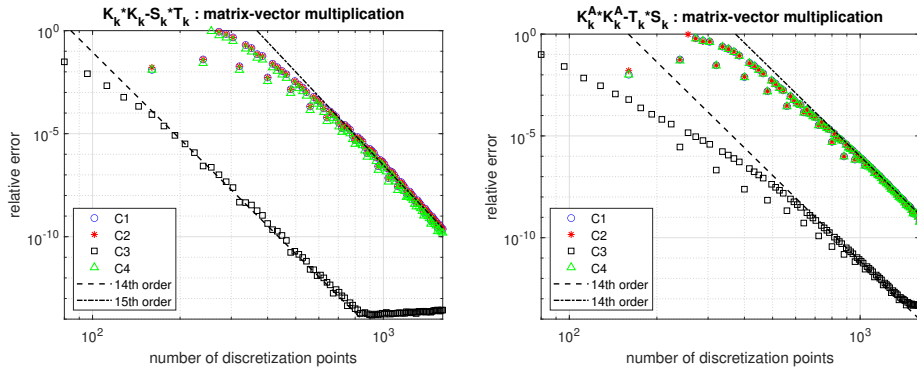 K_k*K_k-S_k*T_k : matrix-vector multiplication
10^0
10^-5
10^-10
relative error
C1
C2
C3
C4
14th order
15th order
10^2
10^3
number of discretization points
K_k^A*K_k^A-T_k*S_k : matrix-vector multiplication
10^0
10^-5
10^-10
relative error
C1
C2
C3
C4
14th order
14th order
10^2
10^3
number of discretization points